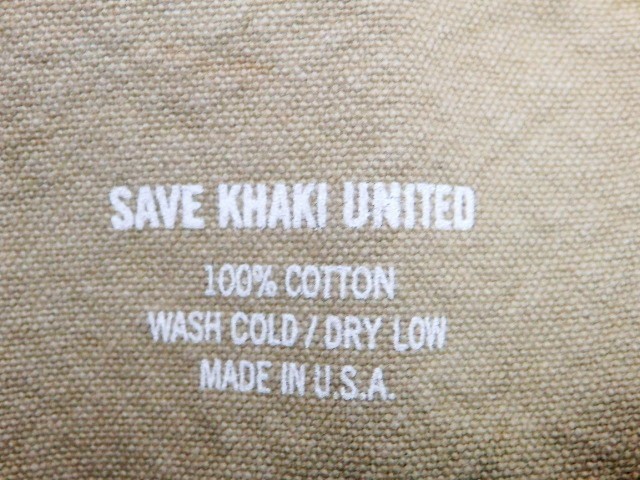 SAVE KHAKI UNITED
100% COTTON
WASH COLD / DRY LOW
MADE IN U.S.A.